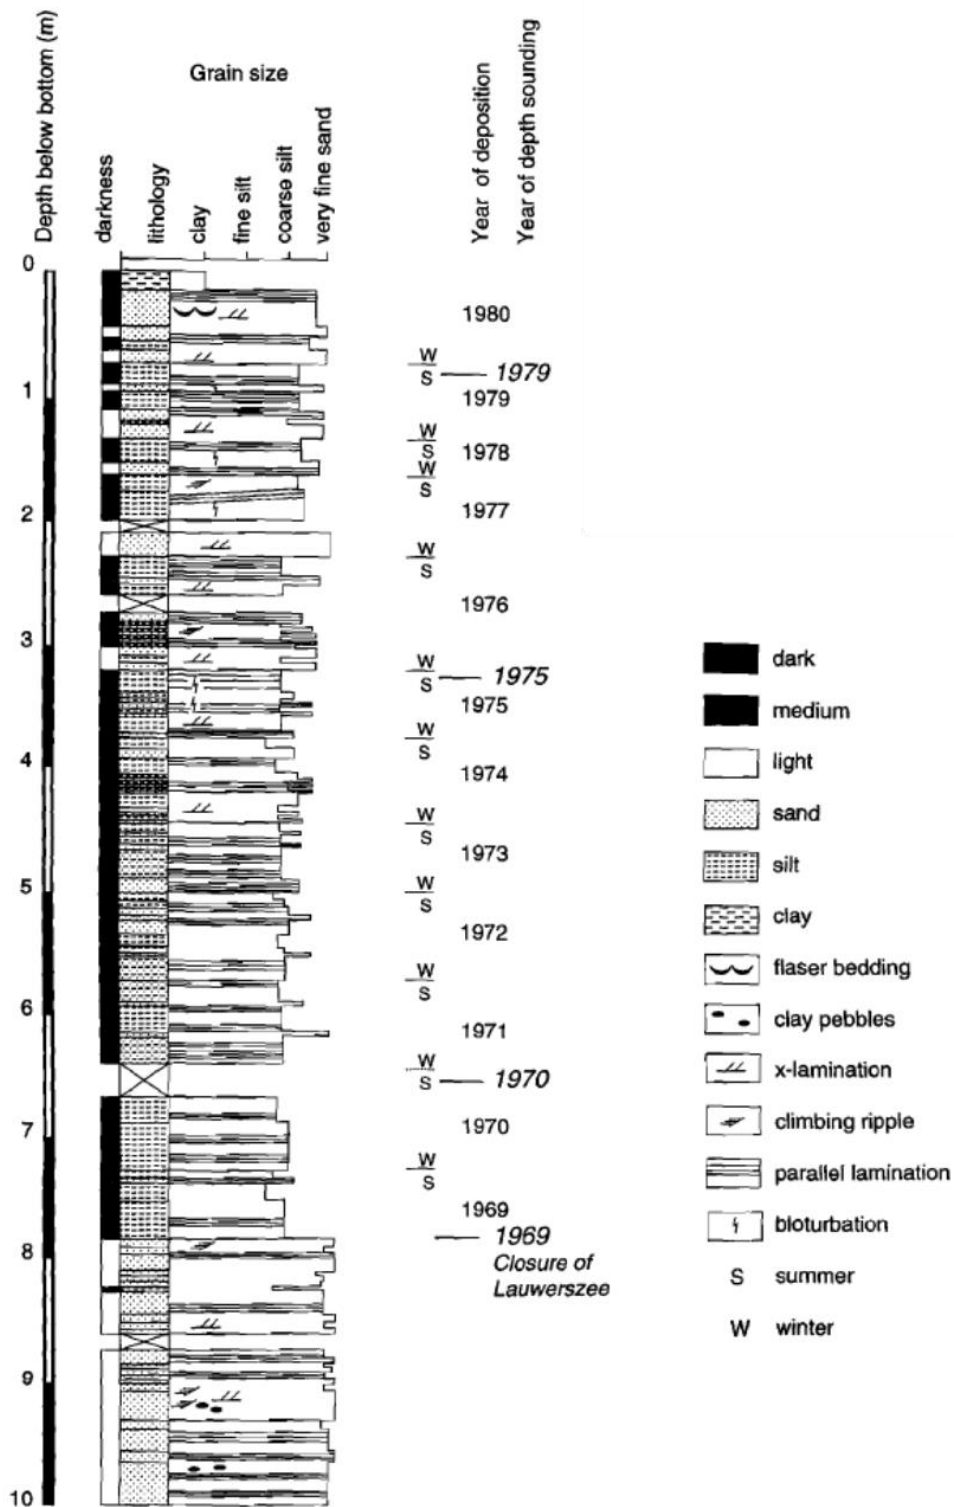 Depth below bottom (m)
darkness
lithology
Grain size
clay
fine silt
coarse silt
very fine sand
Year of deposition
Year of depth sounding
0
1980
W
S
1979
1
1979
W
S
1978
W
S
1977
2
W
S
1976
3
W
S
1975
1975
W
S
4
1974
W
S
1973
5
W
S
1972
W
S
6
1971
W
S
1970
7
1970
W
S
1969
1969
8
Closure of
Lauwerszee
9
10
dark
medium
light
sand
silt
clay
flaser bedding
clay pebbles
x-lamination
climbing ripple
parallel lamination
bloturbation
S summer
W winter